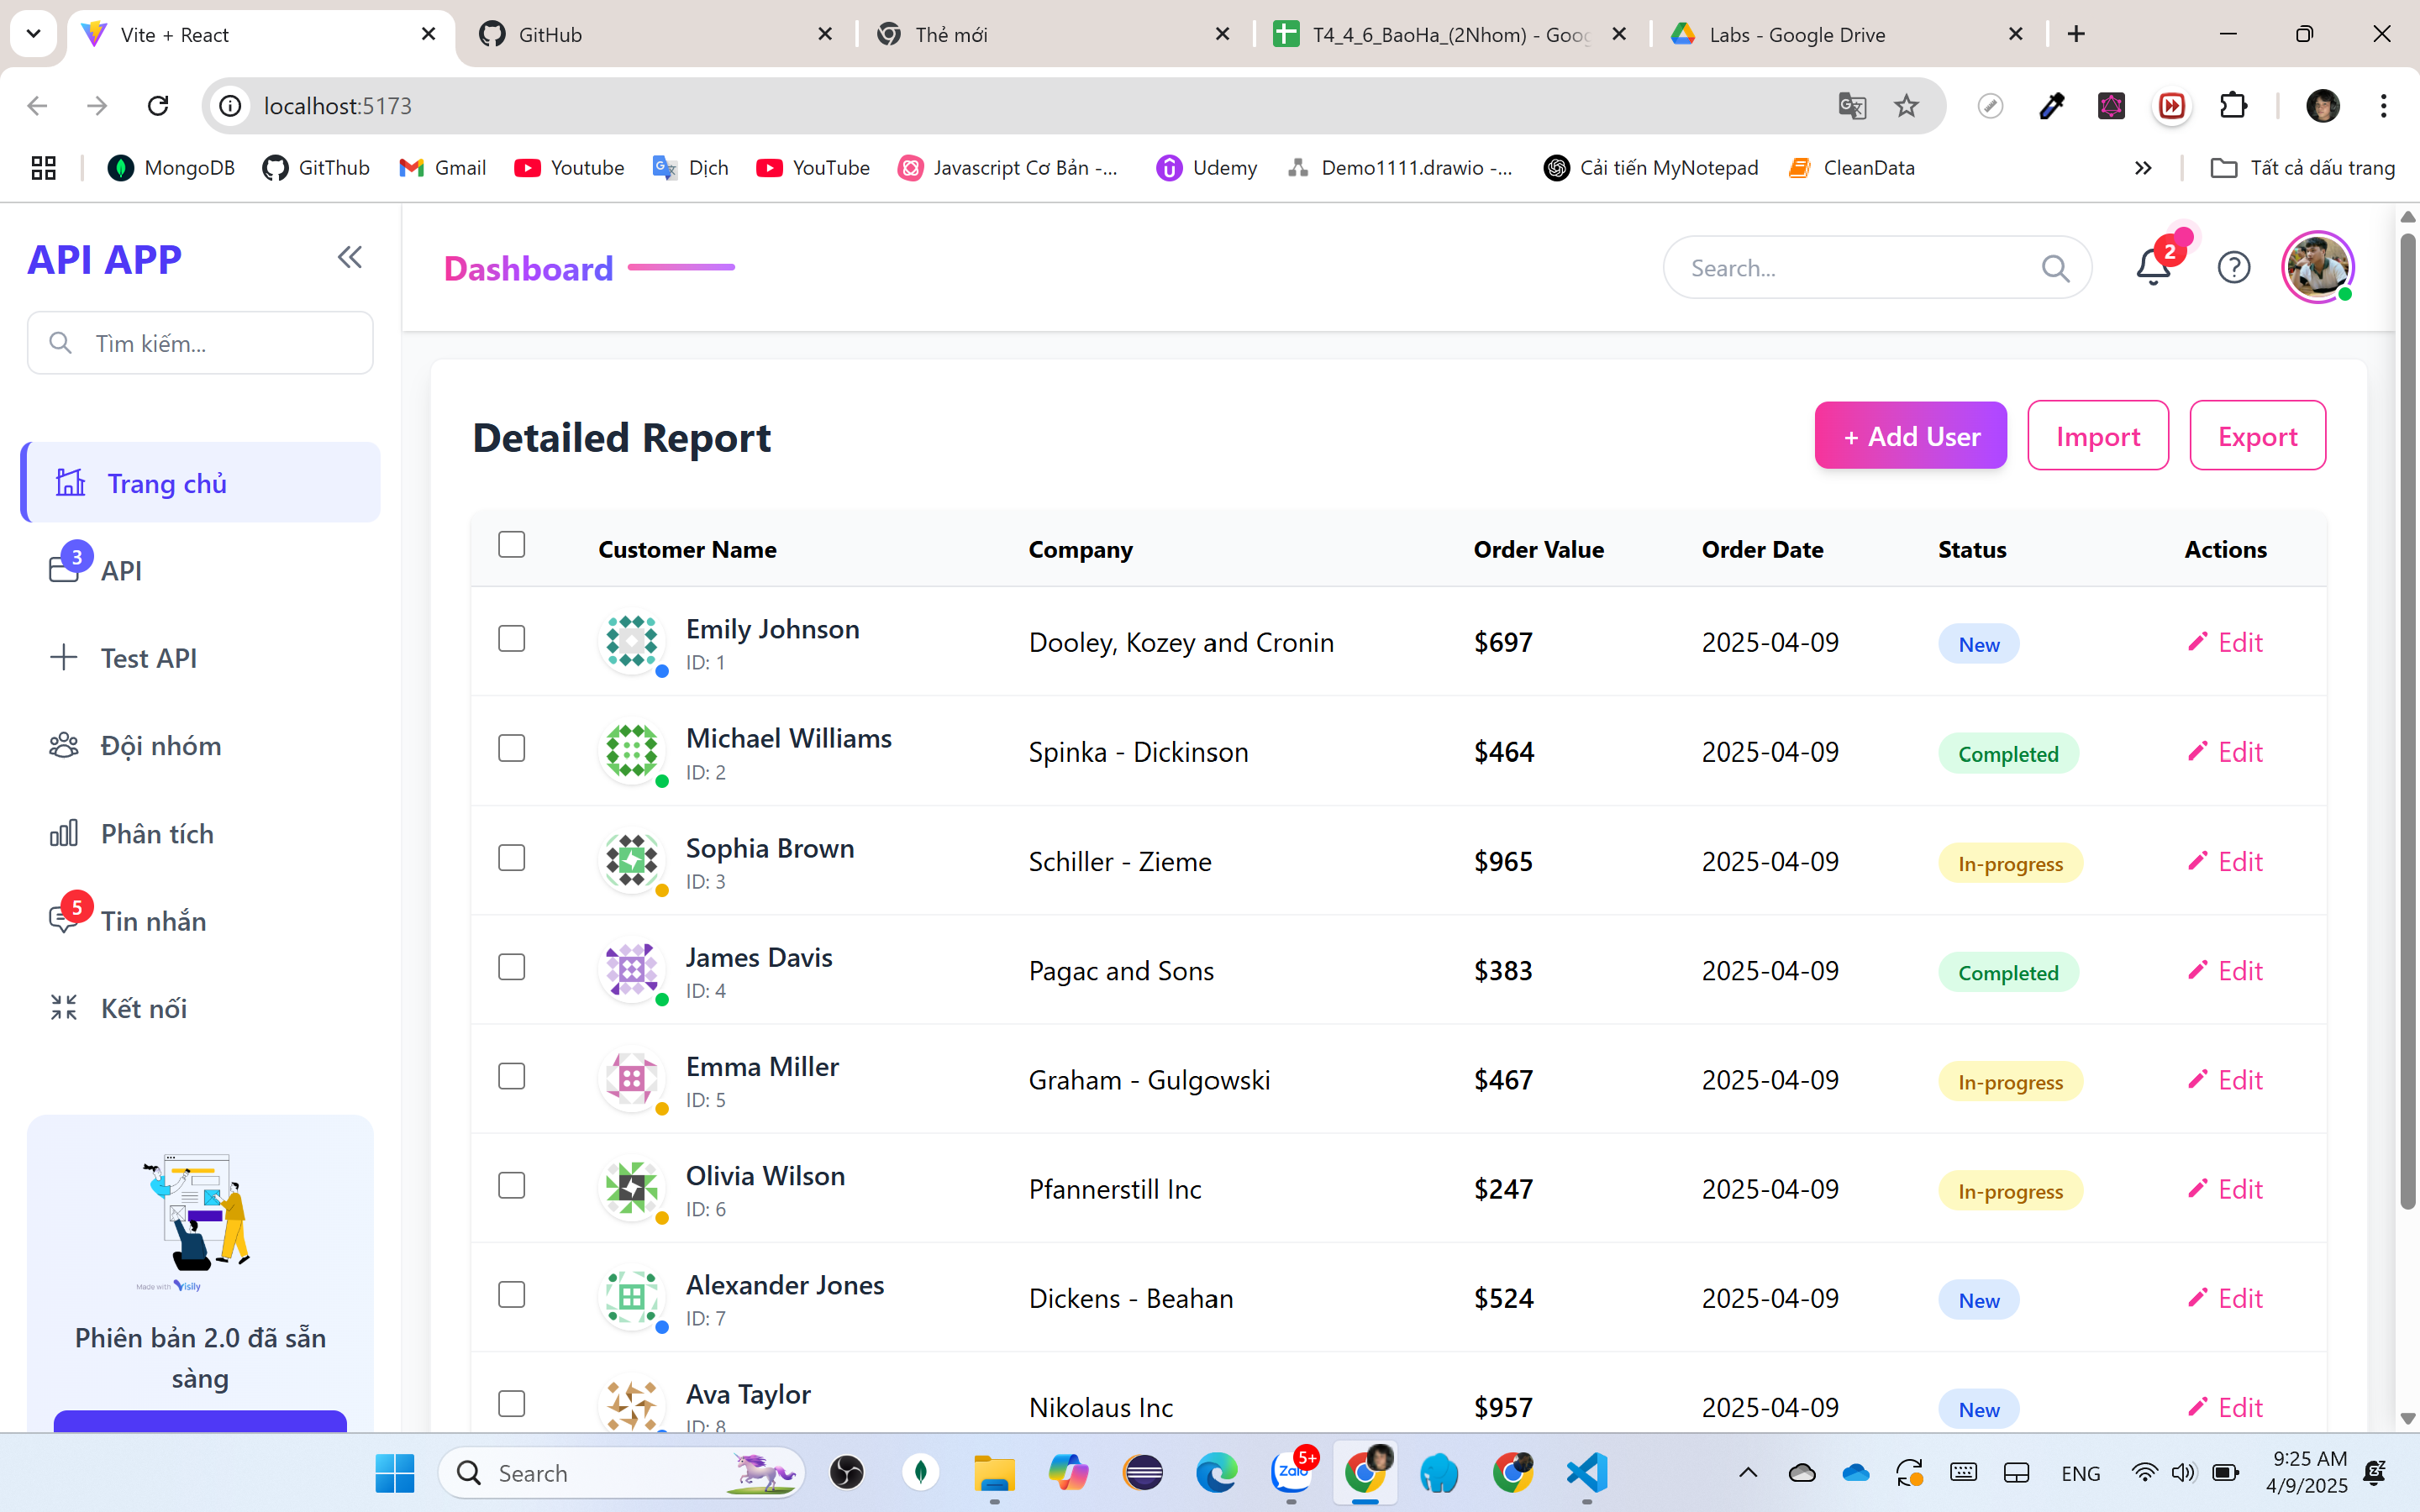 Vite + React
GitHub
Thẻ mới
T4_4_6_BaoHa_(2Nhom) - Goog
Labs - Google Drive
localhost:5173
MongoDB
GitThub
Gmail
Youtube
Dịch
YouTube
Javascript Cơ Bản -...
Udemy
Demo1111.drawio -...
Cải tiến MyNotepad
CleanData
Tất cả dấu trang
API APP
Tìm kiếm...
Trang chủ
3
API
Test API
Đội nhóm
Phân tích
5
Tin nhắn
Kết nối
Made with Visily
Phiên bản 2.0 đã sẵn
sàng
Dashboard
Search...
2
Detailed Report
+ Add User
Import
Export
Customer Name Company Order Value Order Date Status Actions
Emily Johnson
ID: 1
Dooley, Kozey and Cronin $697 2025-04-09 New Edit
Michael Williams
ID: 2
Spinka - Dickinson $464 2025-04-09 Completed Edit
Sophia Brown
ID: 3
Schiller - Zieme $965 2025-04-09 In-progress Edit
James Davis
ID: 4
Pagac and Sons $383 2025-04-09 Completed Edit
Emma Miller
ID: 5
Graham - Gulgowski $467 2025-04-09 In-progress Edit
Olivia Wilson
ID: 6
Pfannerstill Inc $247 2025-04-09 In-progress Edit
Alexander Jones
ID: 7
Dickens - Beahan $524 2025-04-09 New Edit
Ava Taylor
ID: 8
Nikolaus Inc $957 2025-04-09 New Edit
Search
Zalo
5+
ENG
9:25 AM
4/9/2025